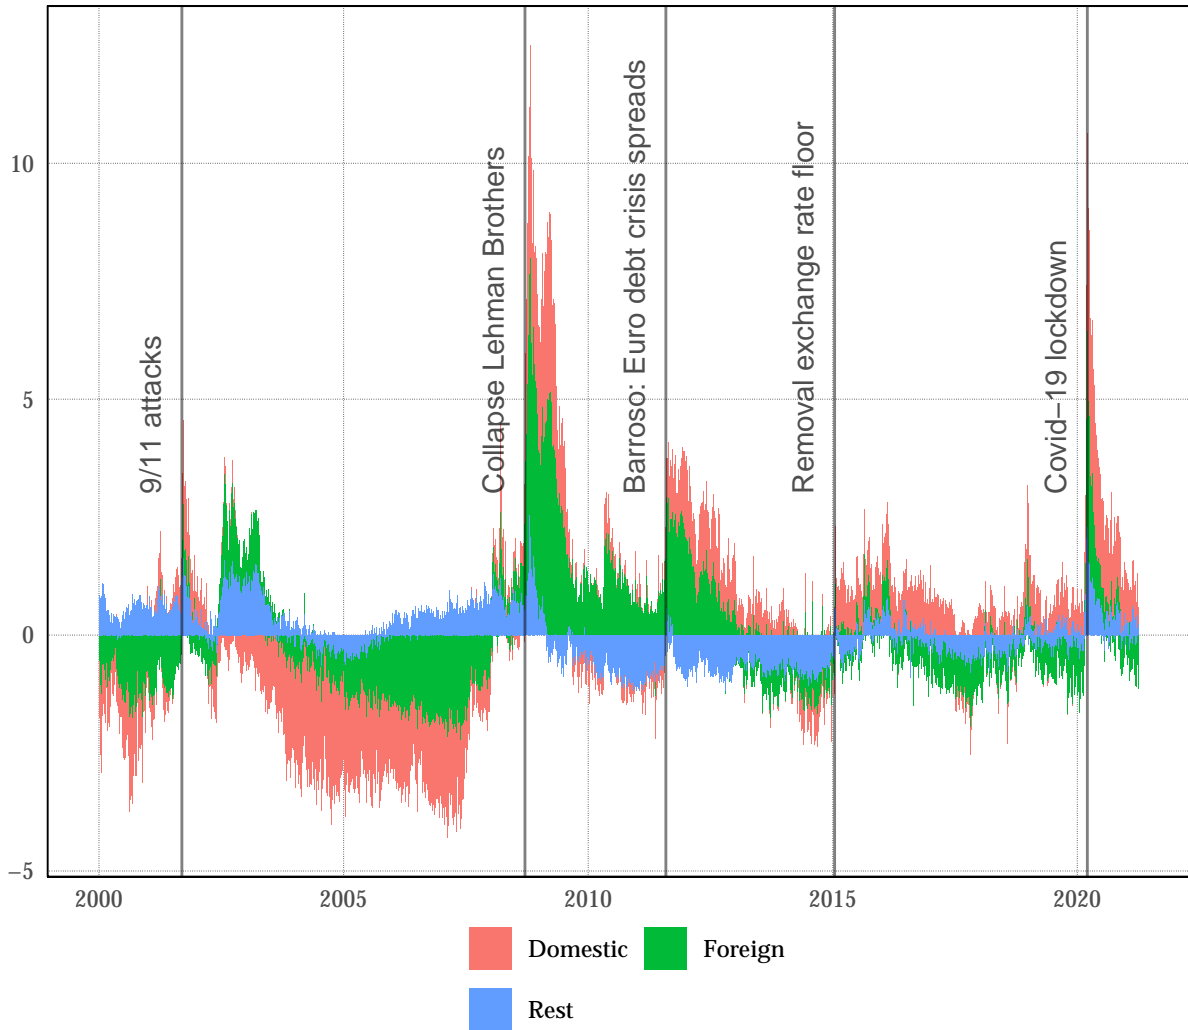 10
5
0
−5
9/11 attacks
Collapse Lehman Brothers
Barroso: Euro debt crisis spreads
Removal exchange rate floor
Covid−19 lockdown
2000 2005 2010 2015 2020
Domestic Foreign
Rest